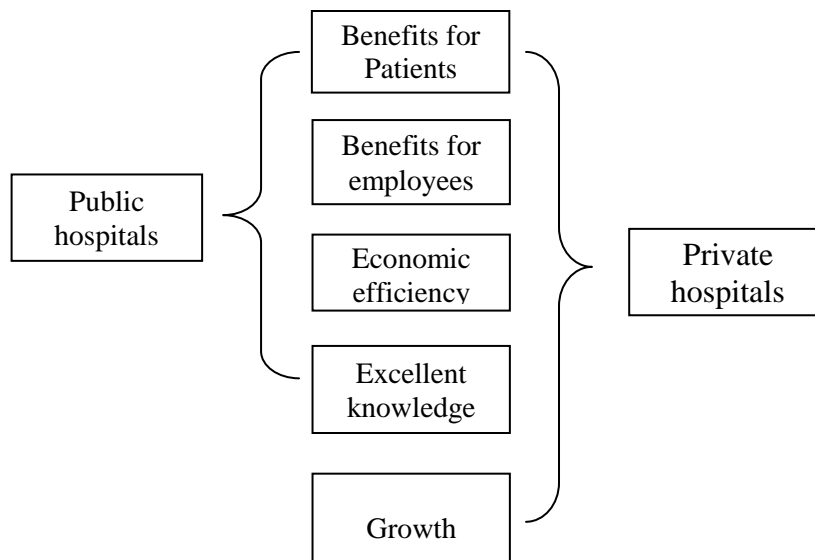 Benefits for
Patients
Benefits for
employees
Public
hospitals
Economic
efficiency
Private
hospitals
Excellent
knowledge
Growth